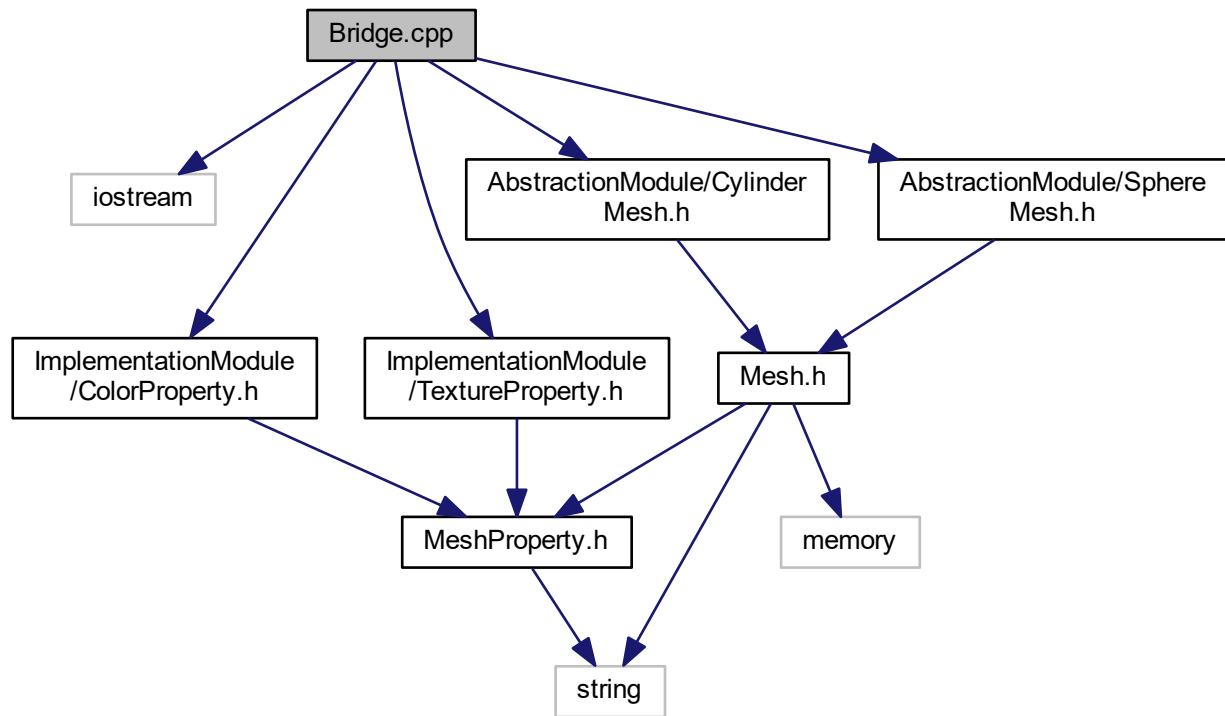 Bridge.cpp
iostream
AbstractionModule/Cylinder
Mesh.h
AbstractionModule/Sphere
Mesh.h
ImplementationModule
/ColorProperty.h
ImplementationModule
/TextureProperty.h
Mesh.h
MeshProperty.h
memory
string